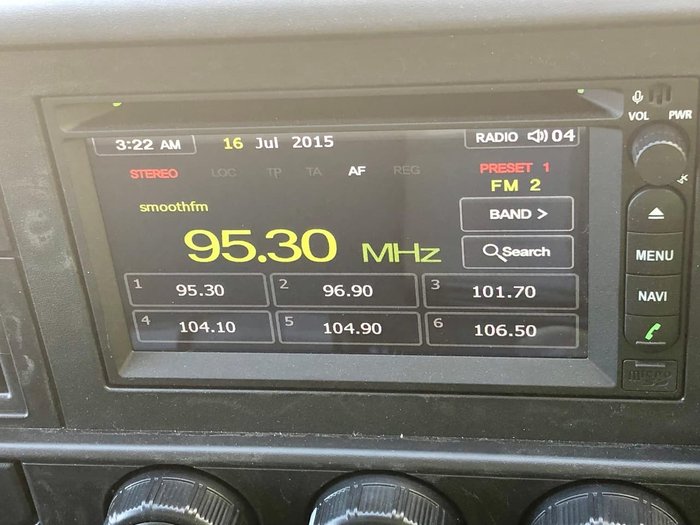 VOL PWR
3:22 AM 16 Jul 2015 RADIO 04
STEREO LOC TP TA AF REG PRESET 1
FM 2
smoothfm
BAND >
95.30 MHz
Search
1 95.30 2 96.90 3 101.70
4 104.10 5 104.90 6 106.50
MENU
NAVI